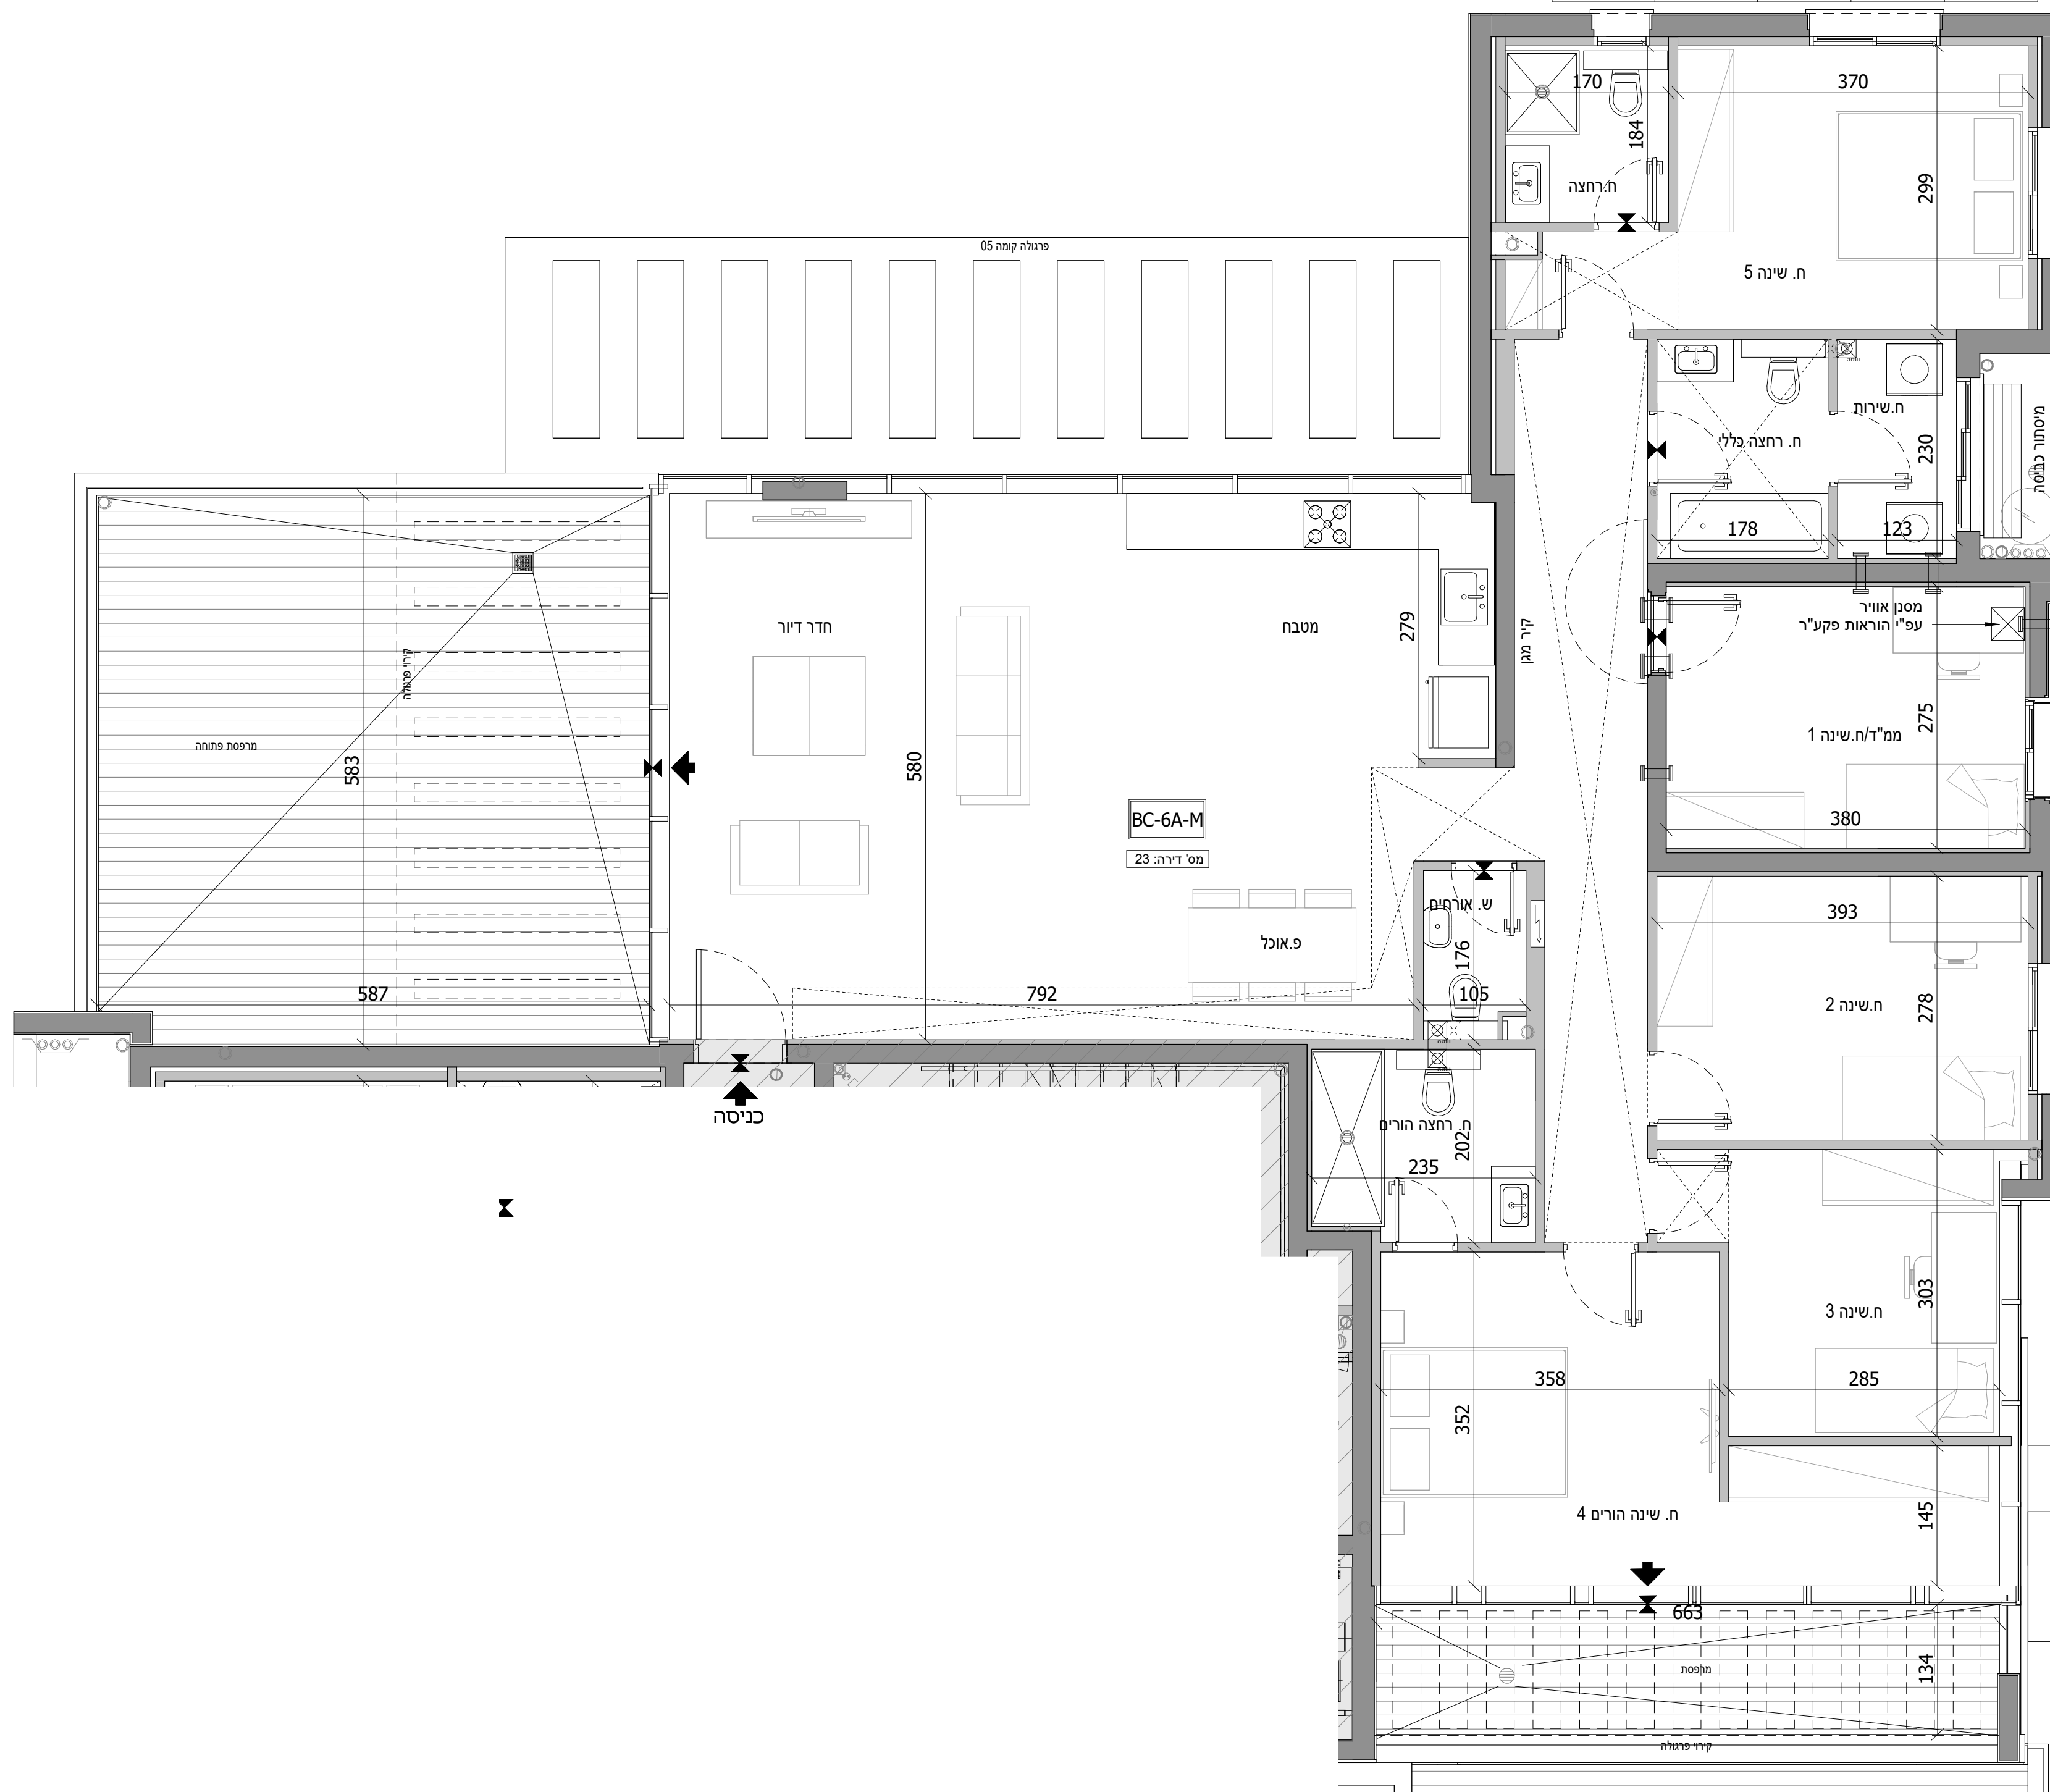 170
370
184
ח.רחצה
299
ח. שינה 5
פרגולה קומה 05
ח.שירות
ח. רחצה כללי
230
מיסתור כביסה
178
123
מסנן אוויר
עפ"י הוראות פקע"ר
חדר דיור
מטבח
279
קיר מגן
קירוי פרגולה
מרפסת פתוחה
583
580
275
ממ"ד/ח.שינה 1
380
BC-6A-M
מס' דירה: 23
ש. אורחים
393
פ.אוכל
176
587
792
105
278
ח.שינה 2
כניסה
ח. רחצה הורים
202
235
303
ח.שינה 3
358
285
352
ח. שינה הורים 4
145
663
מרפסת
134
קירוי פרגולה